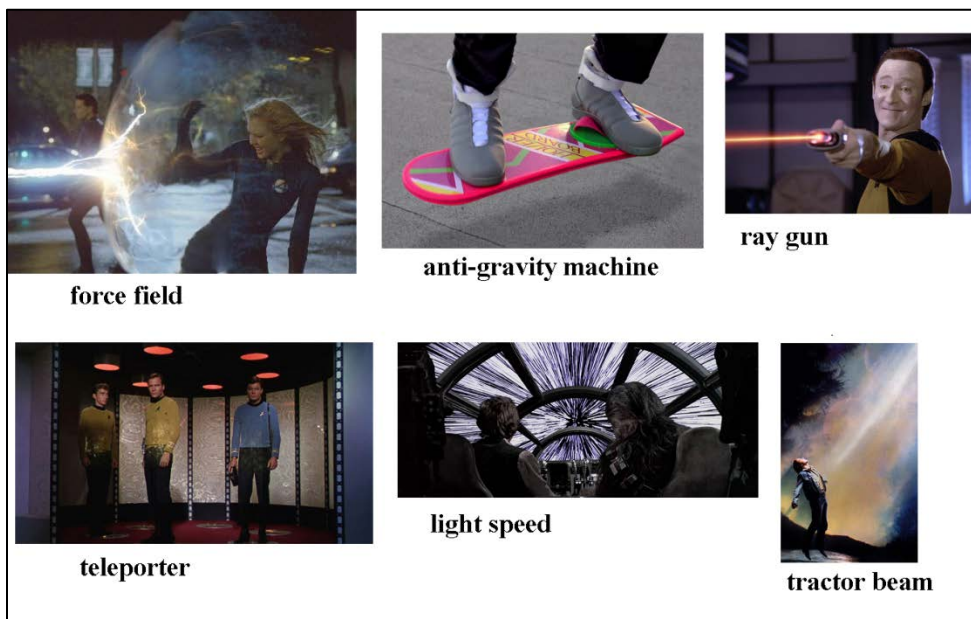 force field
anti-gravity machine
ray gun
teleporter
light speed
tractor beam